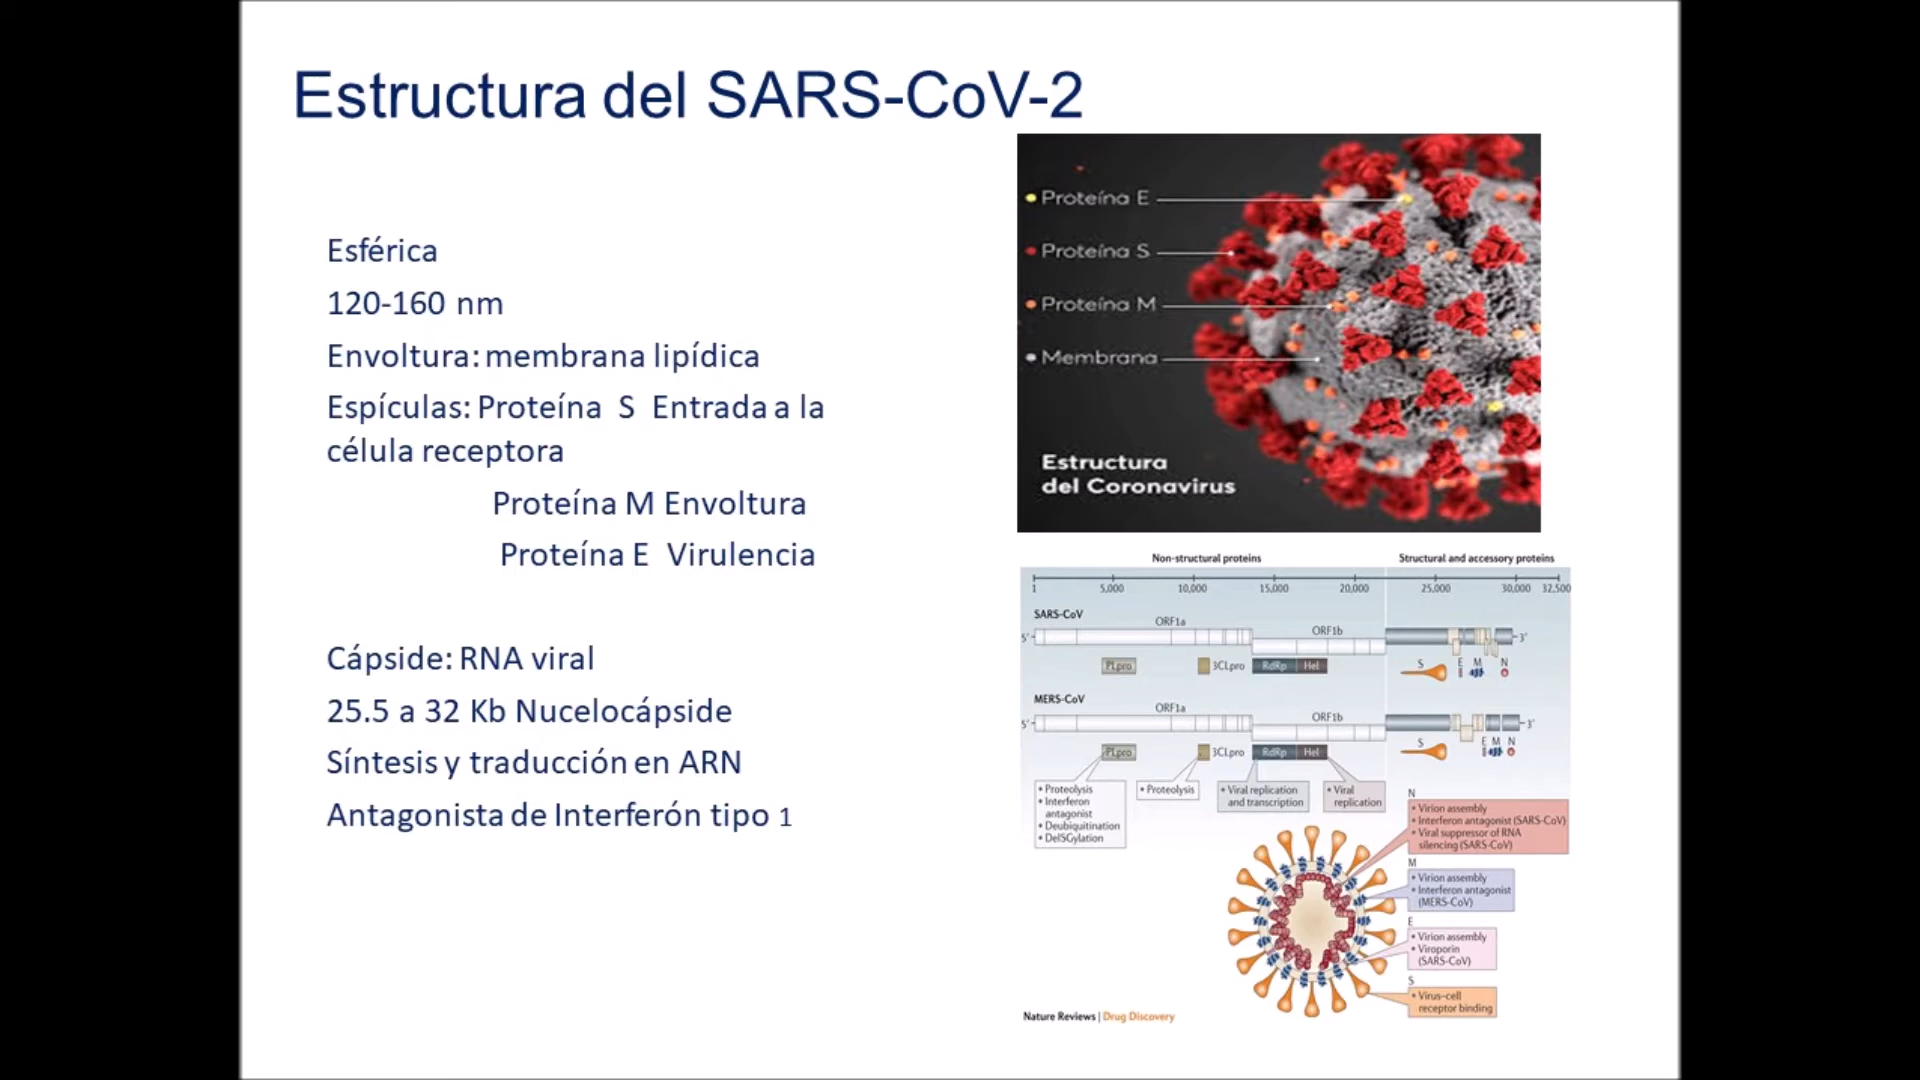 Estructura del SARS-CoV-2
Esférica
120-160 nm
Envoltura: membrana lipídica
Espículas: Proteína S Entrada a la
célula receptora
Proteína M Envoltura
Proteína E Virulencia
Cápside: RNA viral
25.5 a 32 Kb Nucelocápside
Síntesis y traducción en ARN
Antagonista de Interferón tipo 1
Proteína E
Proteína S
Proteína M
Membrana
Estructura
del Coronavirus
Non-structural proteins
Structural and accessory proteins
1 5,000 10,000 15,000 20,000 25,000 30,000 32,500
SARS-CoV
ORF1a
ORF1b
5' 3'
PLpro 3CLpro RdRp Hel S E M N
MERS-CoV
ORF1a
ORF1b
5' 3'
PLpro 3CLpro RdRp Hel S E M N
• Proteolysis
• Interferon
antagonist
• Deubiquitination
• DeISGylation
• Proteolysis
• Viral replication
and transcription
• Viral
replication
N
• Virion assembly
• Interferon antagonist (SARS-CoV)
• Viral suppressor of RNA
silencing (SARS-CoV)
M
• Virion assembly
• Interferon antagonist
(MERS-CoV)
E
• Virion assembly
• Viroporin
(SARS-CoV)
S
• Virus-cell
receptor binding
Nature Reviews | Drug Discovery